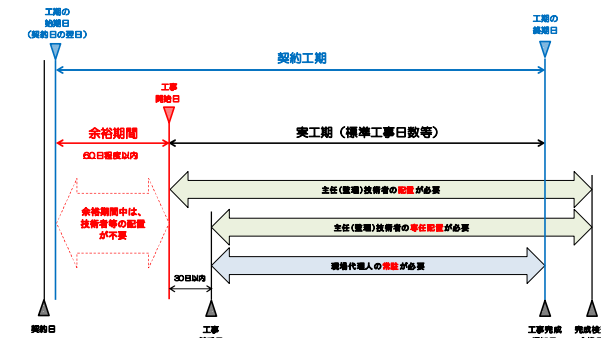 工期の
始期日
（契約日の翌日）
工期の
終期日
契約工期
工事
開始日
余裕期間
実工期（標準工事日数等）
60日程度以内
主任(監理)技術者の配置が必要
余裕期間中は、
技術者等の配置
が不要
主任(監理)技術者の専任配置が必要
現場代理人の常駐が必要
30日以内
契約日
工事
工事完成
完成検